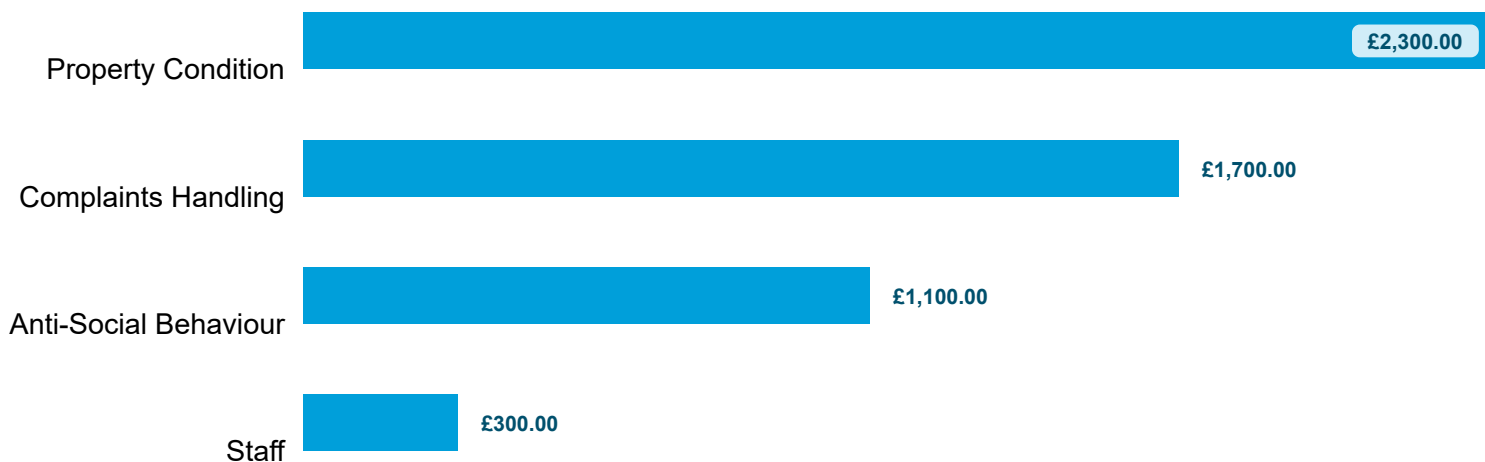 Property Condition
£2,300.00
Complaints Handling
£1,700.00
Anti-Social Behaviour
£1,100.00
Staff
£300.00